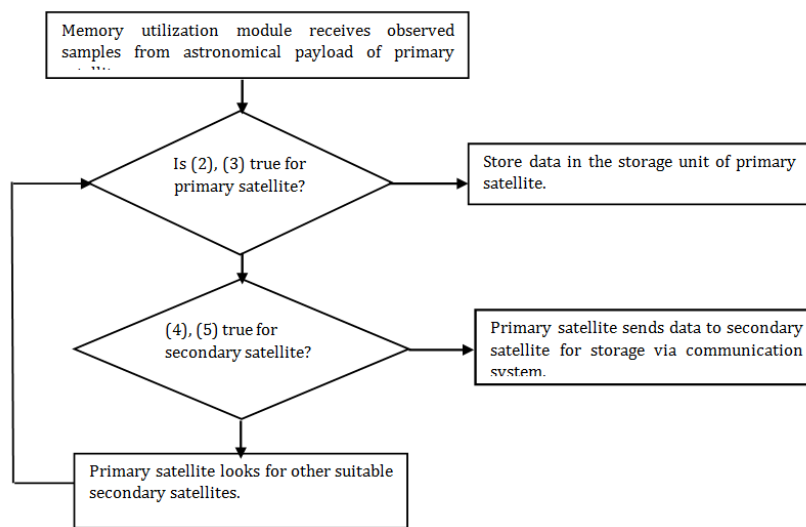 Memory utilization module receives observed
samples from astronomical payload of primary
Is (2), (3) true for
primary satellite?
Store data in the storage unit of primary
satellite.
(4), (5) true for
secondary satellite?
Primary satellite sends data to secondary
satellite for storage via communication
system.
Primary satellite looks for other suitable
secondary satellites.